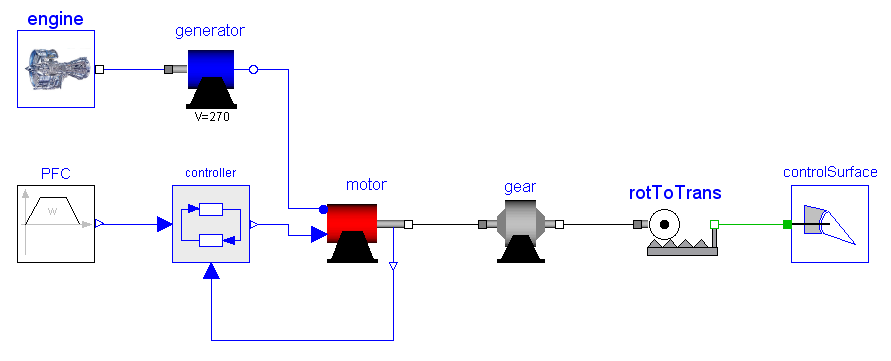 engine
generator
V=270
PFC
w
controller
motor
gear
rotToTrans
controlSurface